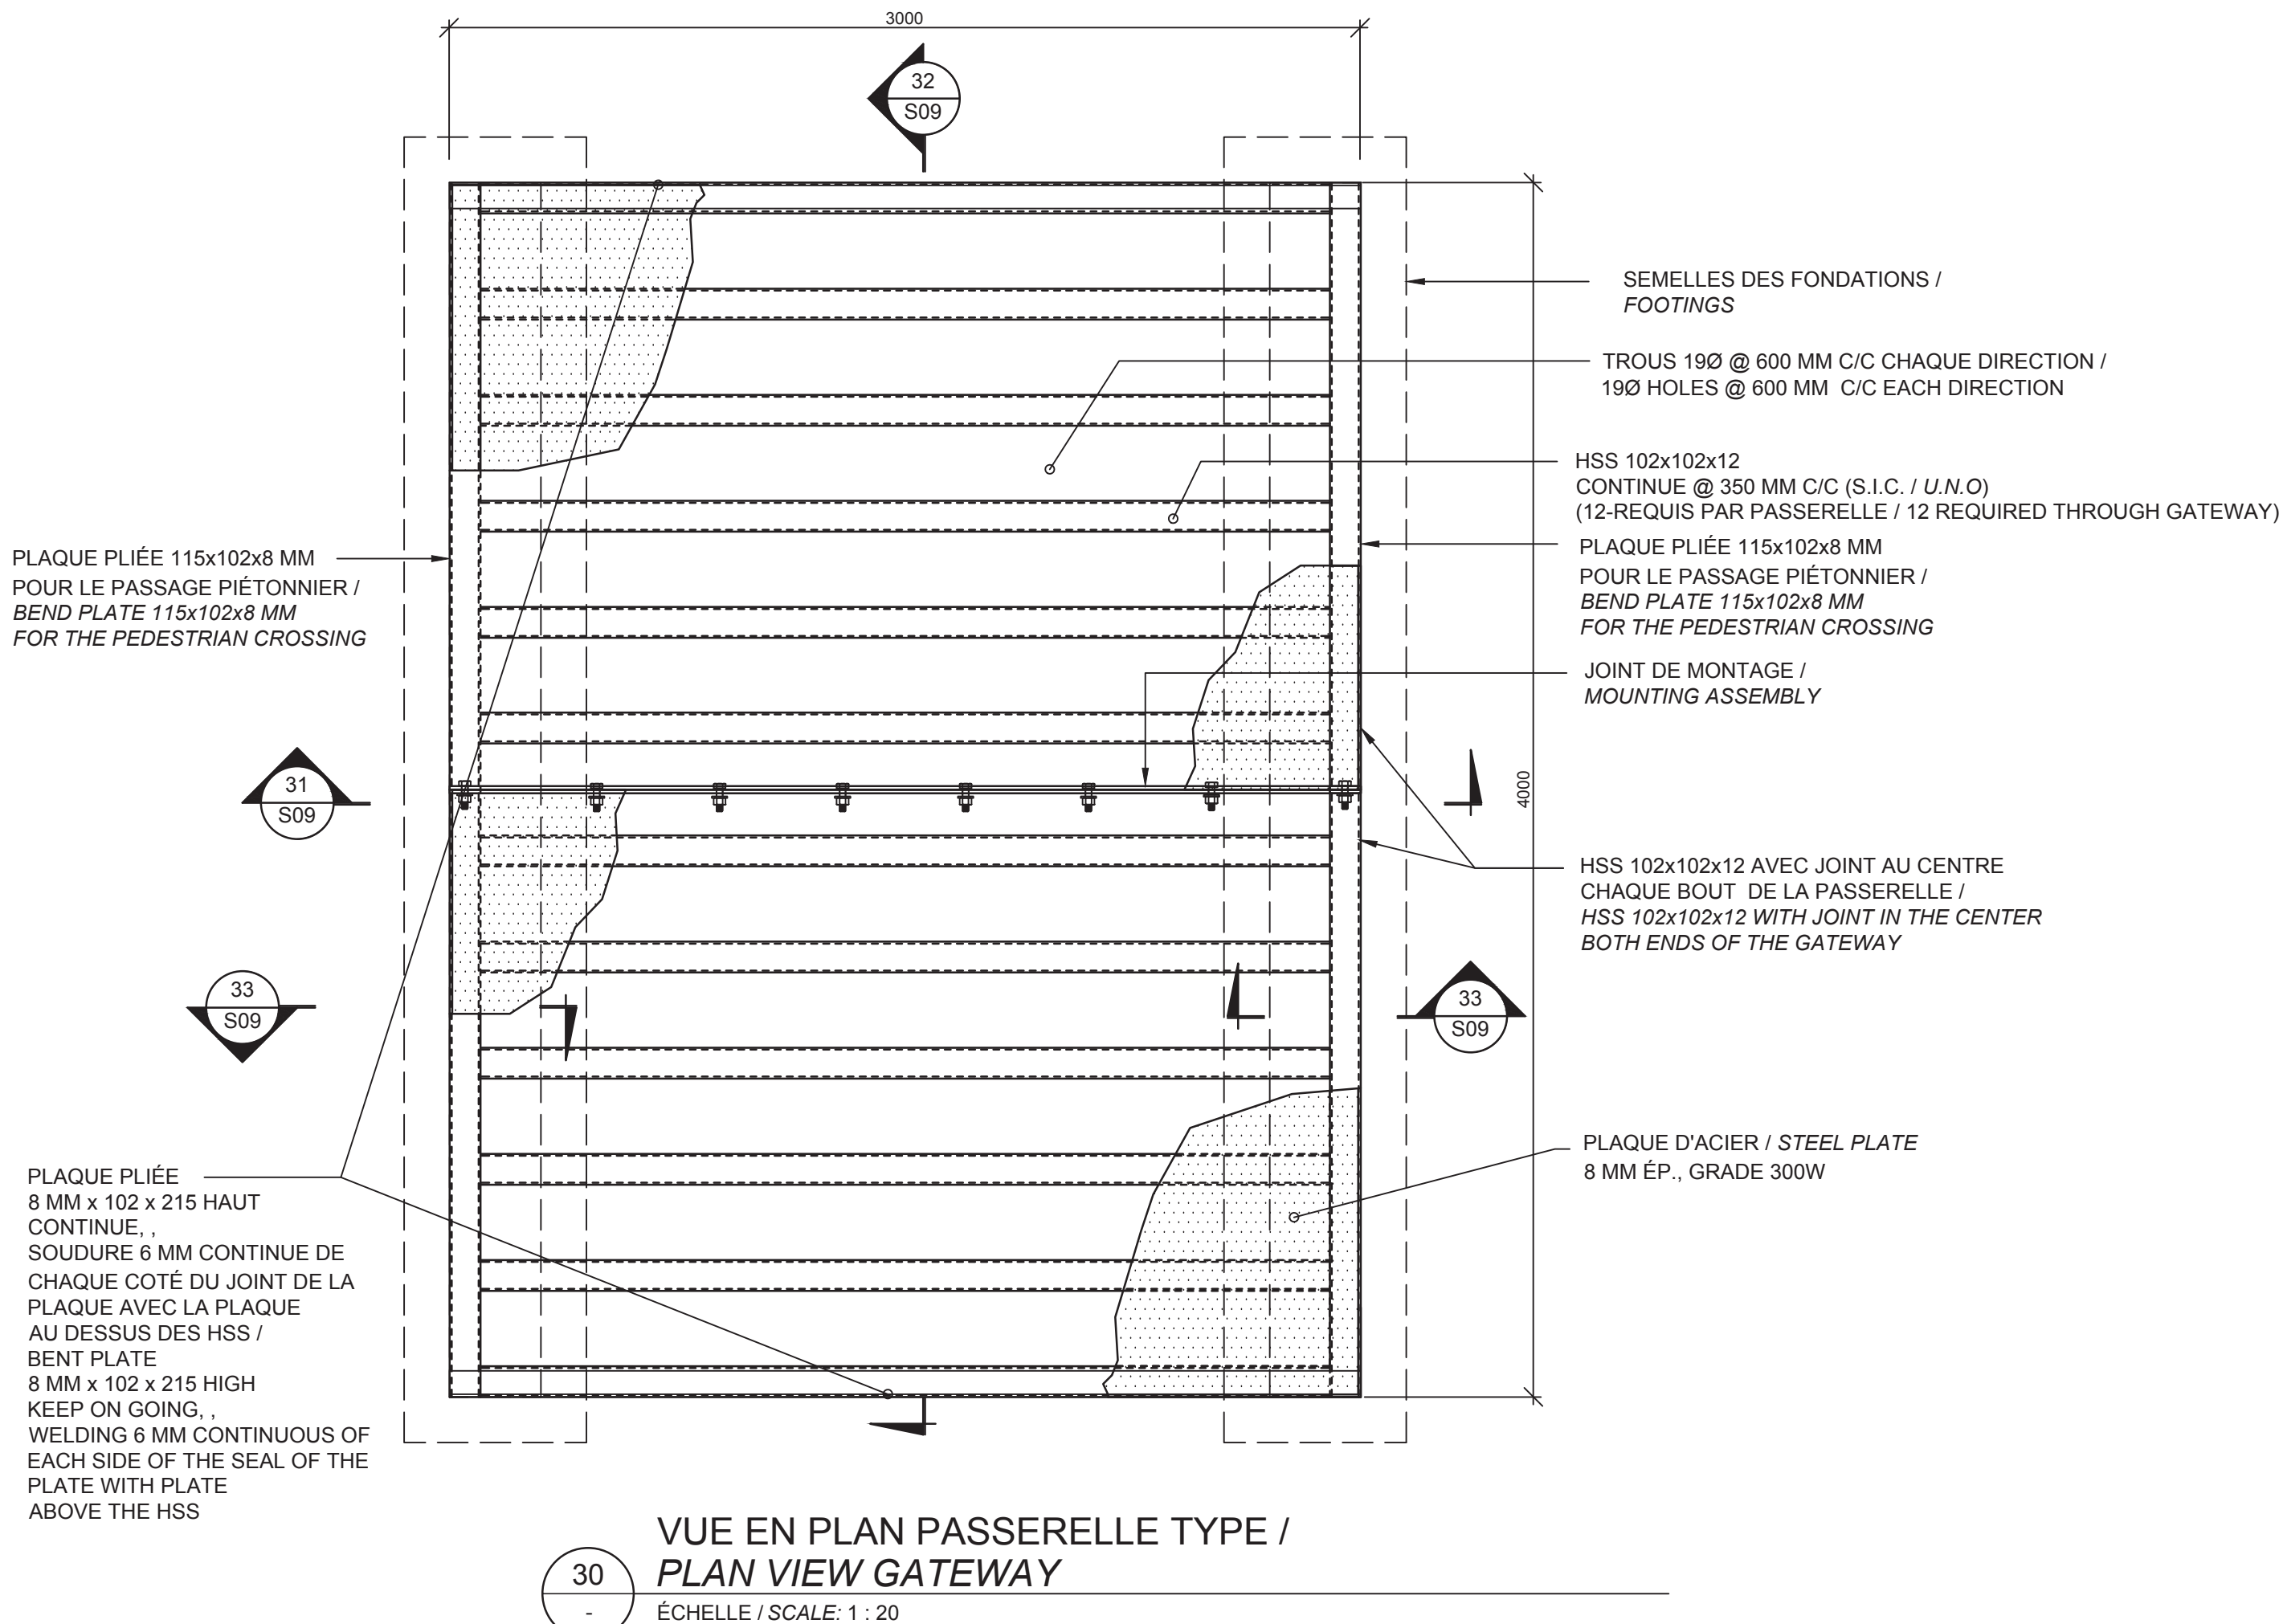 3000
32
S09
SEMELLES DES FONDATIONS /
FOOTINGS
TROUS 19Ø @ 600 MM C/C CHAQUE DIRECTION /
19Ø HOLES @ 600 MM C/C EACH DIRECTION
HSS 102x102x12
CONTINUE @ 350 MM C/C (S.I.C. / U.N.O)
(12-REQUIS PAR PASSERELLE / 12 REQUIRED THROUGH GATEWAY)
PLAQUE PLIÉE 115x102x8 MM
POUR LE PASSAGE PIÉTONNIER /
BEND PLATE 115x102x8 MM
FOR THE PEDESTRIAN CROSSING
PLAQUE PLIÉE 115x102x8 MM
POUR LE PASSAGE PIÉTONNIER /
BEND PLATE 115x102x8 MM
FOR THE PEDESTRIAN CROSSING
JOINT DE MONTAGE /
MOUNTING ASSEMBLY
31
S09
4000
HSS 102x102x12 AVEC JOINT AU CENTRE
CHAQUE BOUT DE LA PASSERELLE /
HSS 102x102x12 WITH JOINT IN THE CENTER
BOTH ENDS OF THE GATEWAY
33
S09
33
S09
PLAQUE D'ACIER / STEEL PLATE
8 MM ÉP., GRADE 300W
PLAQUE PLIÉE
8 MM x 102 x 215 HAUT
CONTINUE, ,
SOUDURE 6 MM CONTINUE DE
CHAQUE COTÉ DU JOINT DE LA
PLAQUE AVEC LA PLAQUE
AU DESSUS DES HSS /
BENT PLATE
8 MM x 102 x 215 HIGH
KEEP ON GOING, ,
WELDING 6 MM CONTINUOUS OF
EACH SIDE OF THE SEAL OF THE
PLATE WITH PLATE
ABOVE THE HSS
VUE EN PLAN PASSERELLE TYPE /
PLAN VIEW GATEWAY
30
-
ÉCHELLE / SCALE: 1 : 20